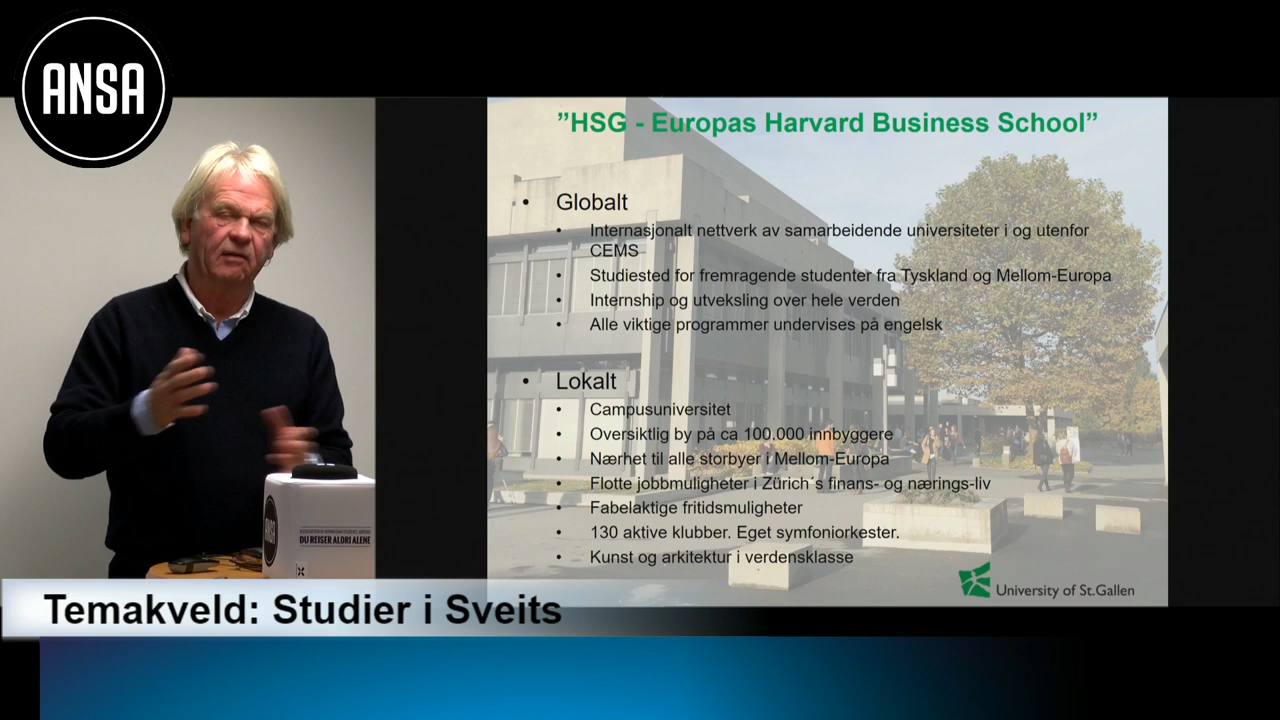 ANSA
"HSG - Europas Harvard Business School"
• Globalt
• Internasjonalt nettverk av samarbeidende universiteter i og utenfor
CEMS
• Studiested for fremragende studenter fra Tyskland og Mellom-Europa
• Internship og utveksling over hele verden
• Alle viktige programmer undervises på engelsk
• Lokalt
• Campusuniversitet
• Oversiktlig by på ca 100.000 innbyggere
• Nærhet til alle storbyer i Mellom-Europa
• Flotte jobbmuligheter i Zürich´s finans- og nærings-liv
• Fabelaktige fritidsmuligheter
• 130 aktive klubber. Eget symfoniorkester.
• Kunst og arkitektur i verdensklasse
University of St.Gallen
ANSA
DU REISER ALDRI ALENE
Temakveld: Studier i Sveits